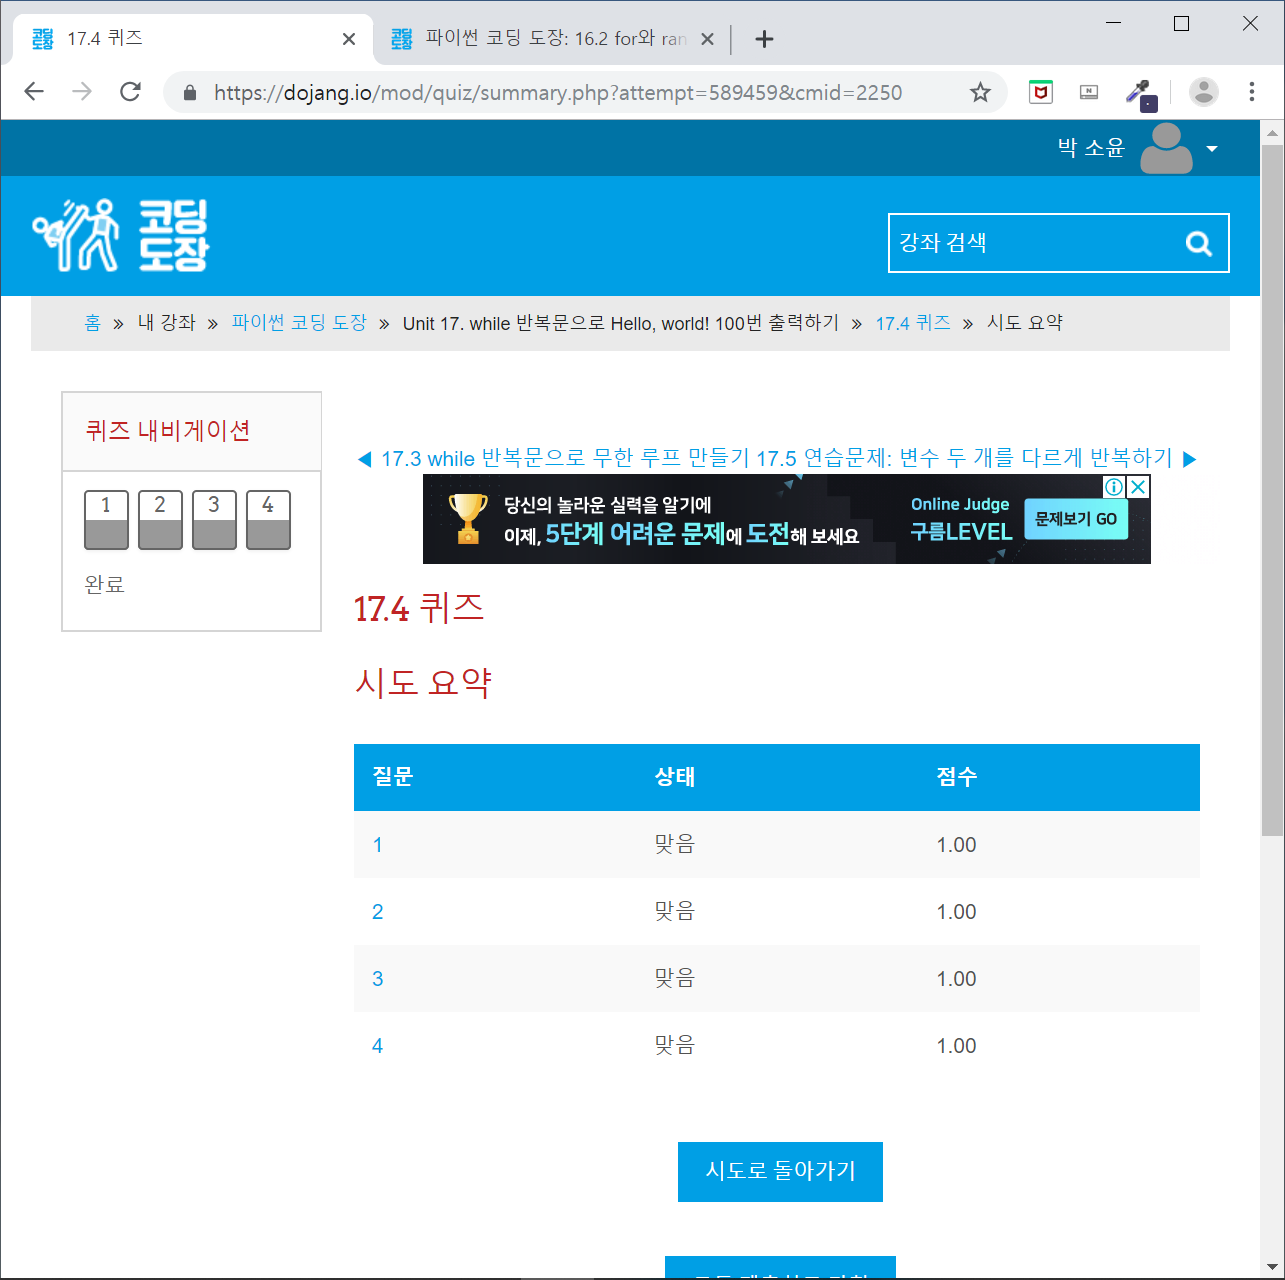 17.4 퀴즈
파이썬 코딩 도장: 16.2 for와 ran
https://dojang.io/mod/quiz/summary.php?attempt=589459&cmid=2250
박 소윤
코딩
도장
강좌 검색
홈 » 내 강좌 » 파이썬 코딩 도장 » Unit 17. while 반복문으로 Hello, world! 100번 출력하기 » 17.4 퀴즈 » 시도 요약
퀴즈 내비게이션
1 2 3 4
완료
◀ 17.3 while 반복문으로 무한 루프 만들기 17.5 연습문제: 변수 두 개를 다르게 반복하기 ▶
당신의 놀라운 실력을 알기에
이제, 5단계 어려운 문제에 도전해 보세요
Online Judge
구름LEVEL
문제보기 GO
17.4 퀴즈
시도 요약
질문 상태 점수
1 맞음 1.00
2 맞음 1.00
3 맞음 1.00
4 맞음 1.00
시도로 돌아가기